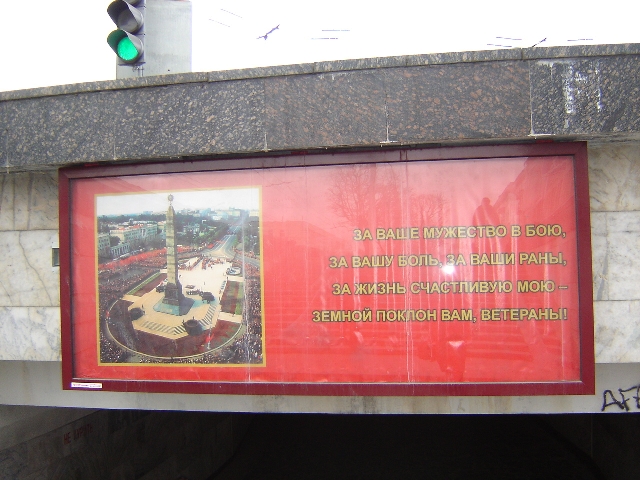 ЗА ВАШЕ МУЖЕСТВО В БОЮ,
ЗА ВАШУ БОЛЬ, ЗА ВАШИ РАНЫ,
ЗА ЖИЗНЬ СЧАСТЛИВУЮ МОЮ –
ЗЕМНОЙ ПОКЛОН ВАМ, ВЕТЕРАНЫ!